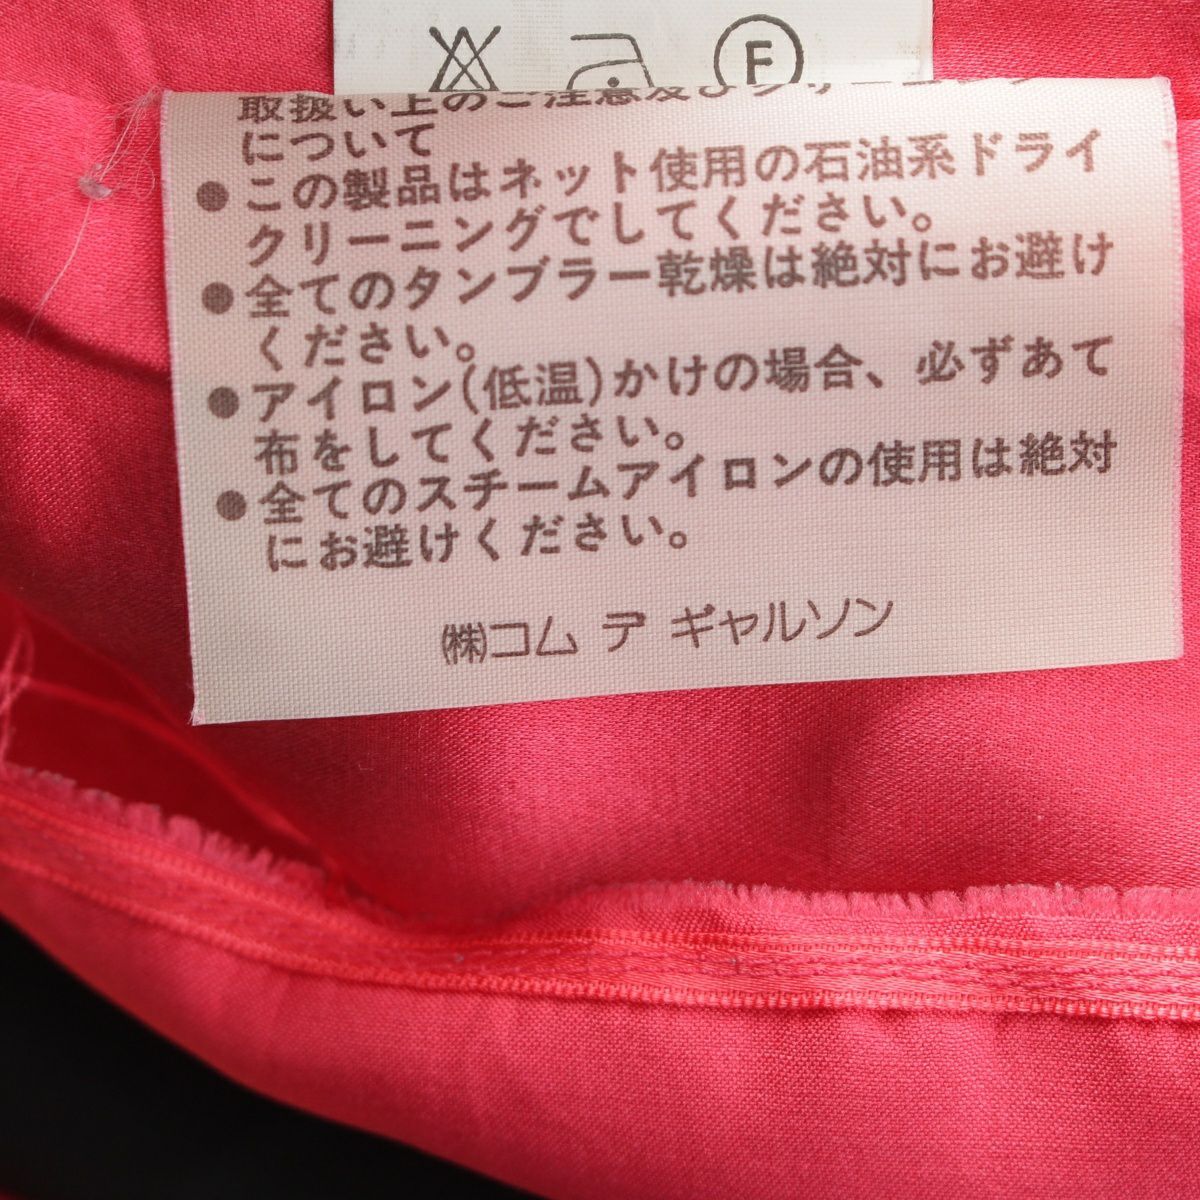 F
取扱い上のご注意及びクリーニング
について
●この製品はネット使用の石油系ドライ
クリーニングでしてください。
●全てのタンブラー乾燥は絶対にお避け
ください。
●アイロン(低温)かけの場合、必ずあて
布をしてください。
●全てのスチームアイロンの使用は絶対
にお避けください。
㈱コム デ ギャルソン